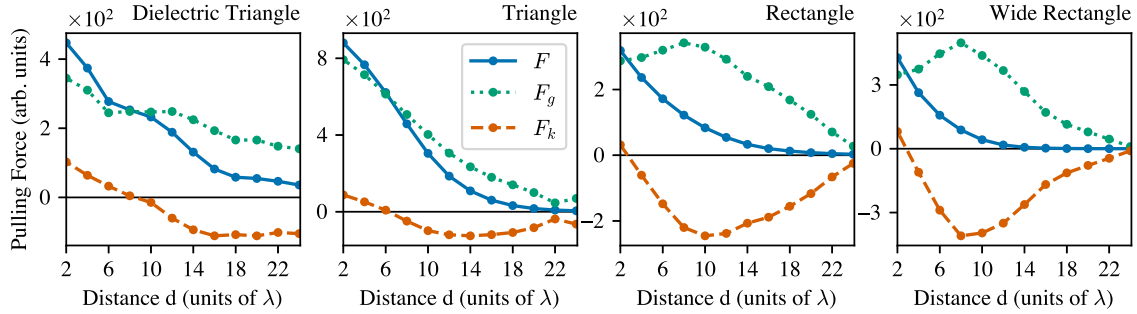 Dielectric Triangle
×10²
Pulling Force (arb. units)
4
2
0
2 6 10 14 18 22
Distance d (units of λ)
Triangle
×10²
8
4
0
F
F_g
F_k
2 6 10 14 18 22
Distance d (units of λ)
Rectangle
×10²
2
0
−2
2 6 10 14 18 22
Distance d (units of λ)
Wide Rectangle
×10²
3
0
−3
2 6 10 14 18 22
Distance d (units of λ)